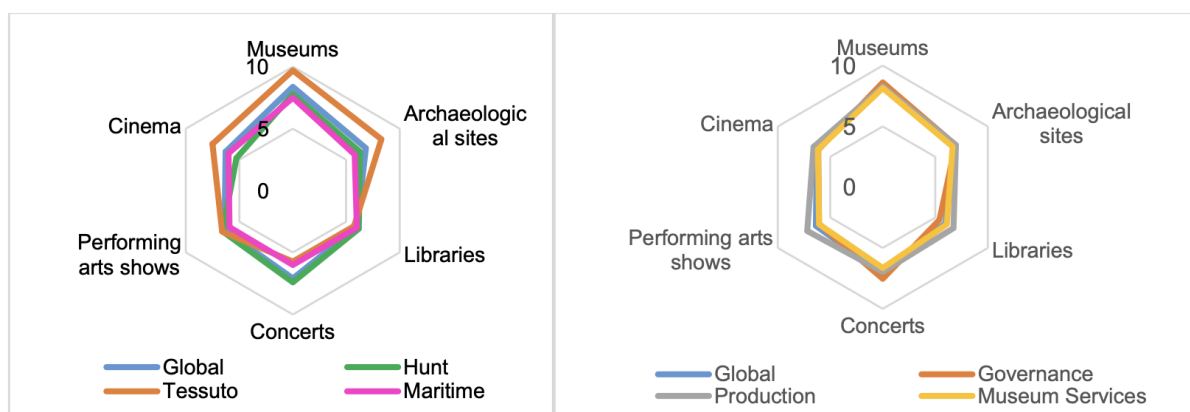 Museums
10
Archaeologic
al sites
Cinema
5
0
Performing
arts shows
Libraries
Concerts
Global
Hunt
Tessuto
Maritime
Museums
10
Archaeological
sites
Cinema
5
0
Performing arts
shows
Libraries
Concerts
Global
Governance
Production
Museum Services